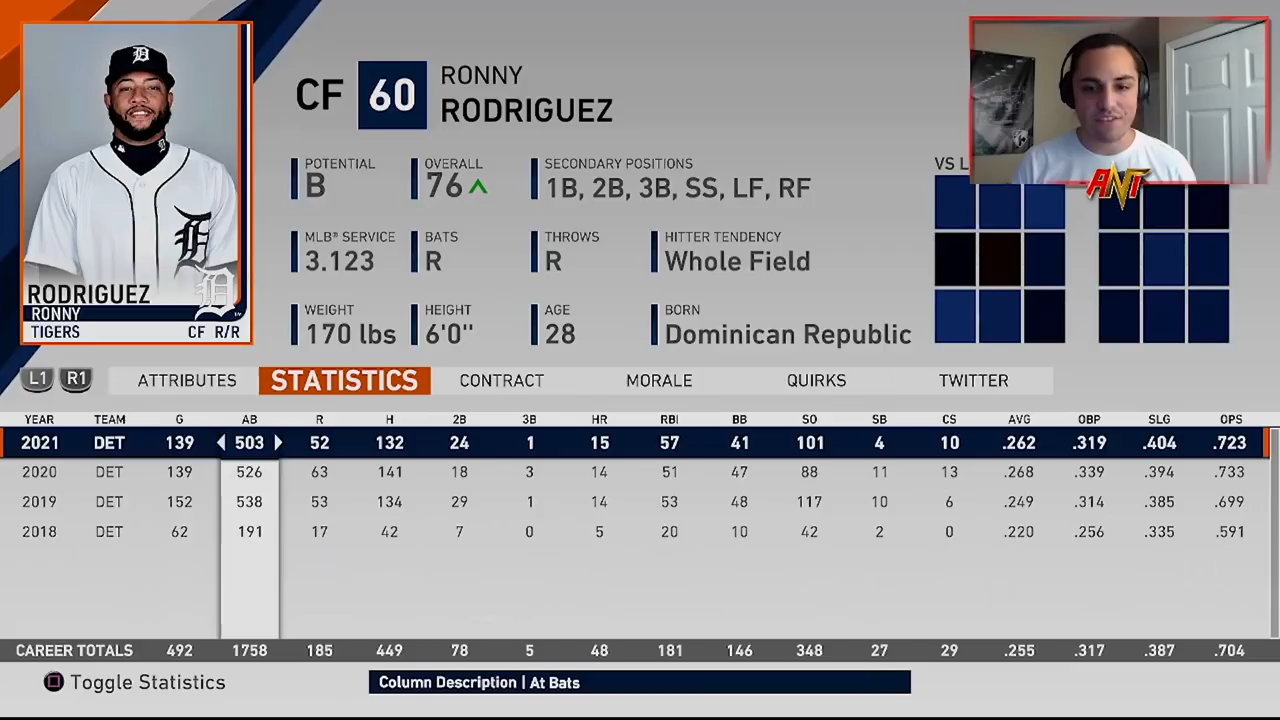 CF 60 RONNY
RODRIGUEZ
POTENTIAL OVERALL SECONDARY POSITIONS
B 76 1B, 2B, 3B, SS, LF, RF
VS L
ANT
MLB® SERVICE BATS THROWS HITTER TENDENCY
3.123 R R Whole Field
WEIGHT HEIGHT AGE BORN
170 lbs 6'0" 28 Dominican Republic
RODRIGUEZ
RONNY
TIGERS CF R/R
L1 R1 ATTRIBUTES STATISTICS CONTRACT MORALE QUIRKS TWITTER
YEAR TEAM G AB R H 2B 3B HR RBI BB SO SB CS AVG OBP SLG OPS
2021 DET 139 503 52 132 24 1 15 57 41 101 4 10 .262 .319 .404 .723
2020 DET 139 526 63 141 18 3 14 51 47 88 11 13 .268 .339 .394 .733
2019 DET 152 538 53 134 29 1 14 53 48 117 10 6 .249 .314 .385 .699
2018 DET 62 191 17 42 7 0 5 20 10 42 2 0 .220 .256 .335 .591
CAREER TOTALS 492 1758 185 449 78 5 48 181 146 348 27 29 .255 .317 .387 .704
Toggle Statistics Column Description | At Bats